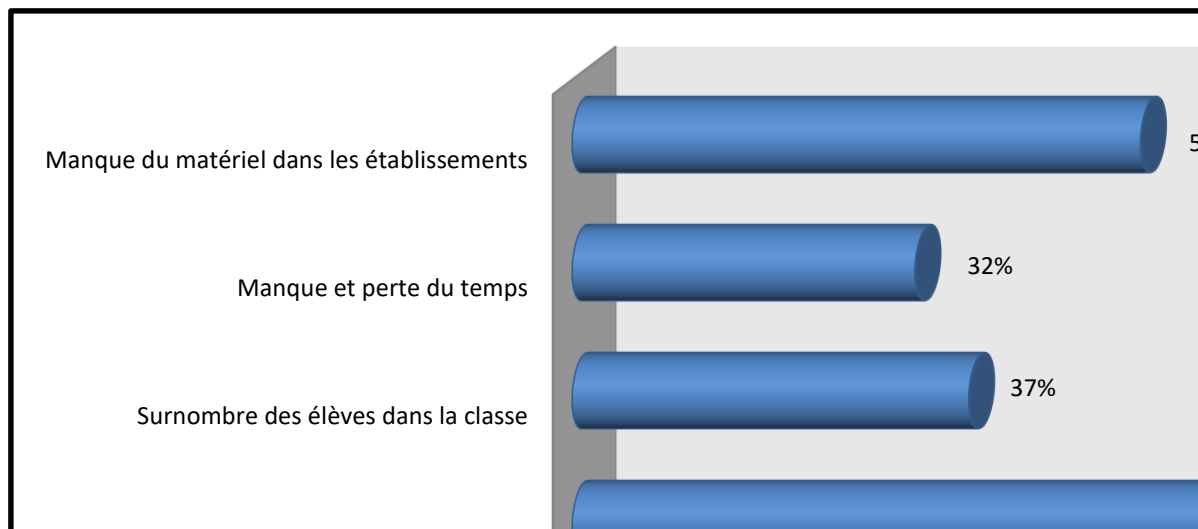 Manque du matériel dans les établissements
5
Manque et perte du temps
32%
Surnombre des élèves dans la classe
37%